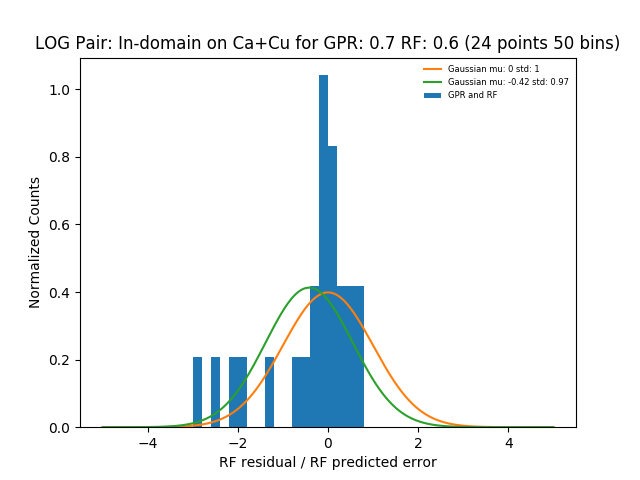 LOG Pair: In-domain on Ca+Cu for GPR: 0.7 RF: 0.6 (24 points 50 bins)
Gaussian mu: 0 std: 1
Gaussian mu: -0.42 std: 0.97
GPR and RF
Normalized Counts
1.0
0.8
0.6
0.4
0.2
0.0
−4
−2
0
2
4
RF residual / RF predicted error